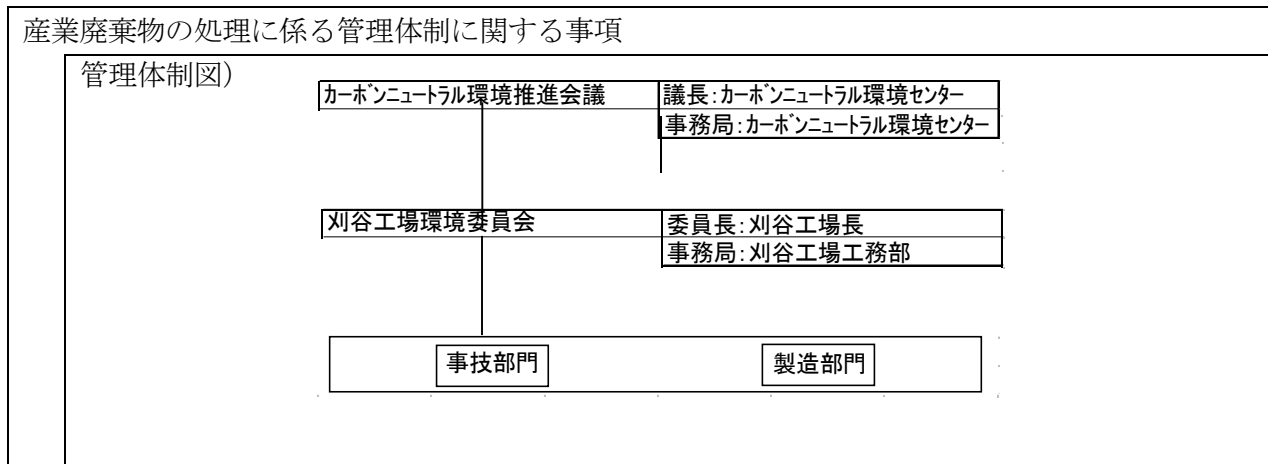 産業廃棄物の処理に係る管理体制に関する事項
管理体制図）
ｶｰﾎﾞﾝﾆｭｰﾄﾗﾙ環境推進会議 議長：ｶｰﾎﾞﾝﾆｭｰﾄﾗﾙ環境ｾﾝﾀｰ
事務局：ｶｰﾎﾞﾝﾆｭｰﾄﾗﾙ環境ｾﾝﾀｰ
刈谷工場環境委員会 委員長：刈谷工場長
事務局：刈谷工場工務部
事技部門 製造部門